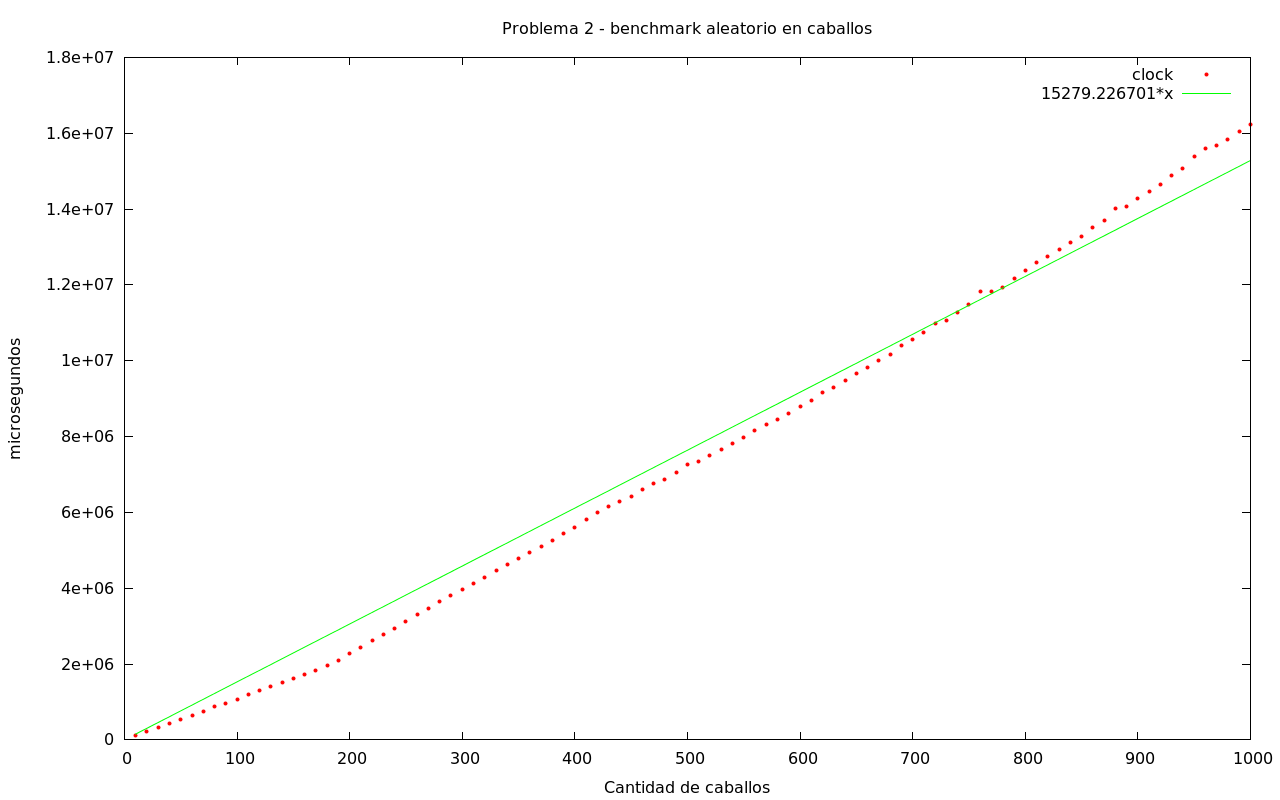 Problema 2 - benchmark aleatorio en caballos
1.8e+07
1.6e+07
1.4e+07
1.2e+07
1e+07
8e+06
6e+06
4e+06
2e+06
0
microsegundos
clock
15279.226701*x
0 100 200 300 400 500 600 700 800 900 1000
Cantidad de caballos